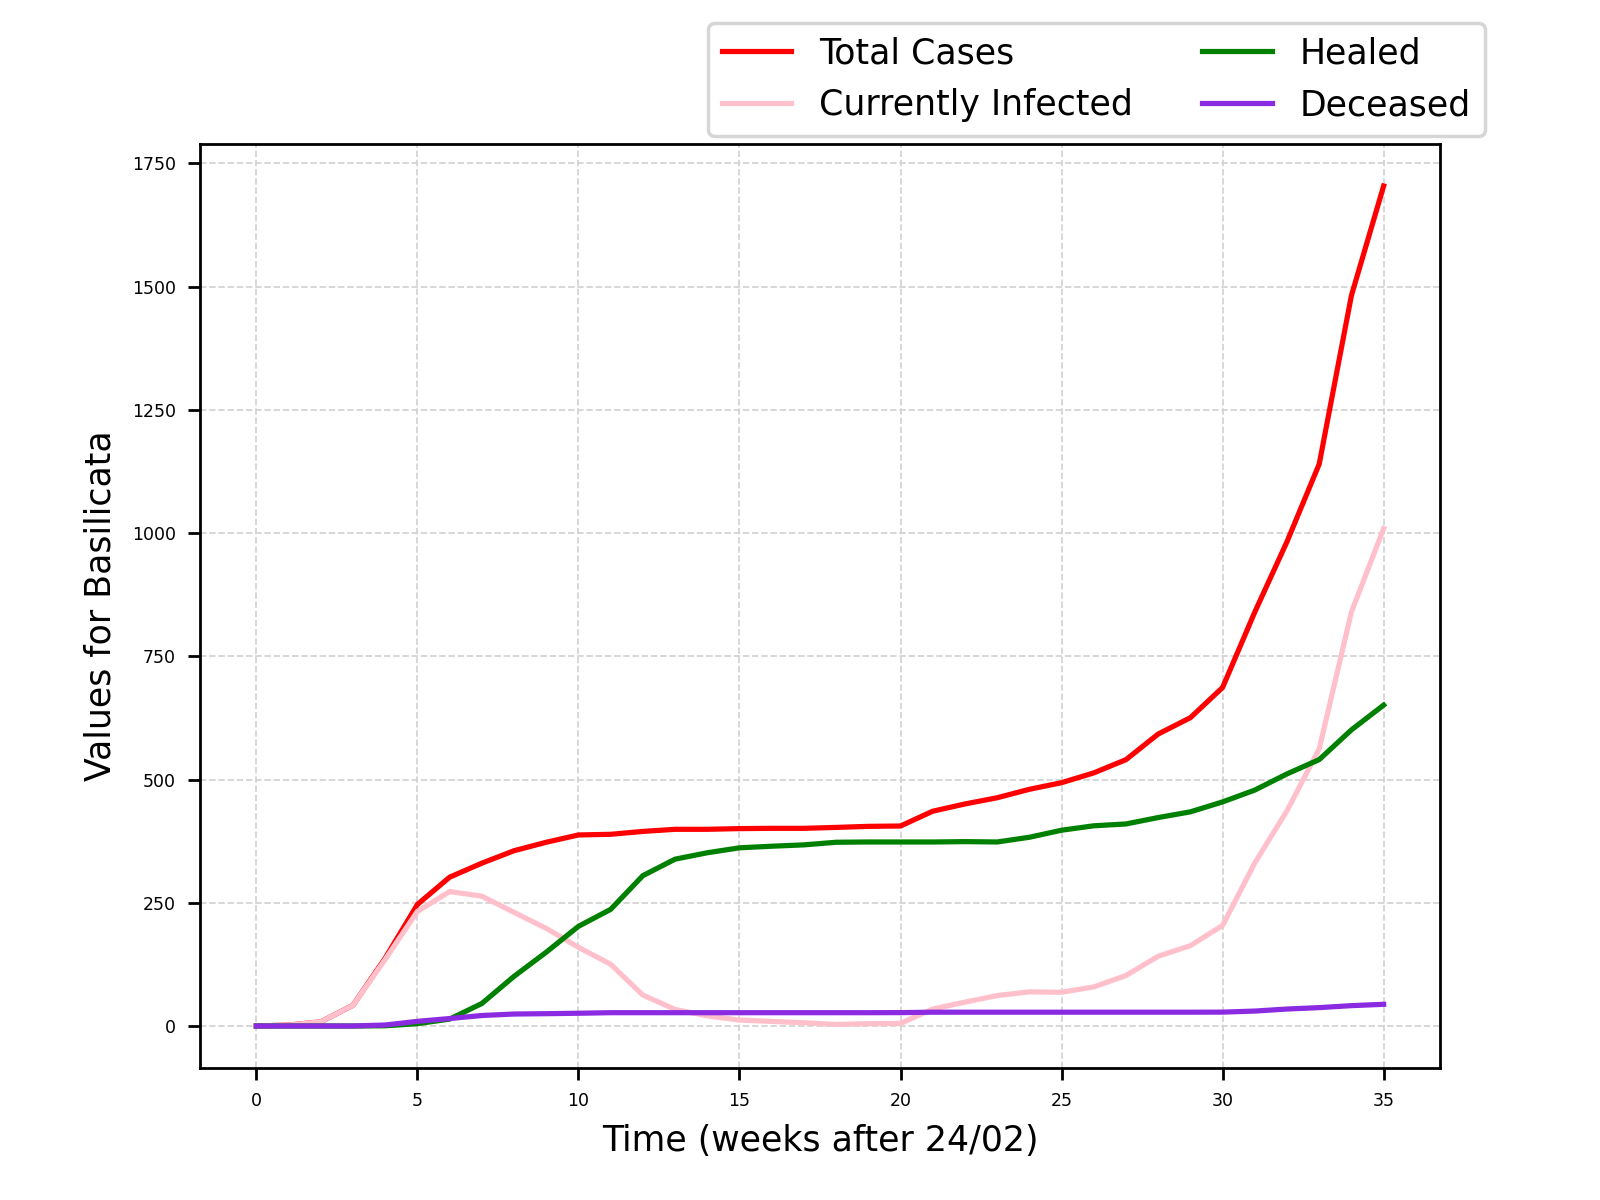 Total Cases
Currently Infected
Healed
Deceased
1750
1500
1250
1000
750
500
250
0
Values for Basilicata
0 5 10 15 20 25 30 35
Time (weeks after 24/02)